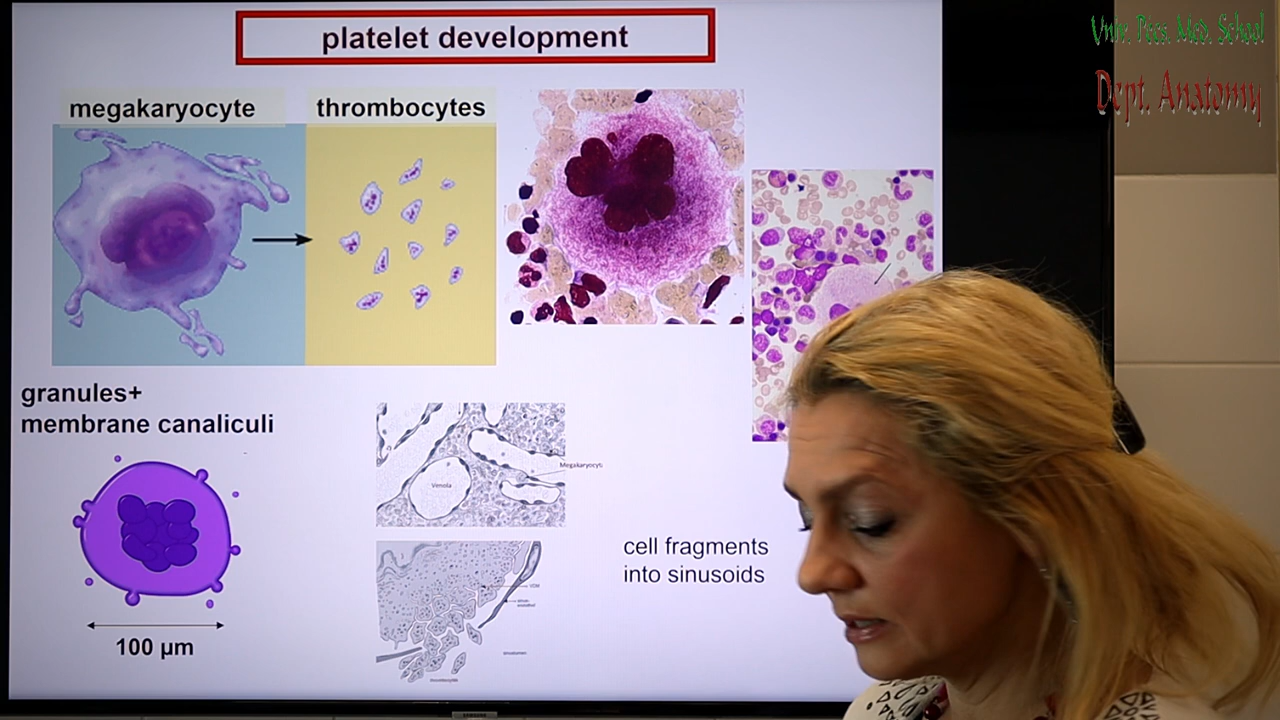 platelet development
Univ. Pécs. Med. School
Dept. Anatomy
megakaryocyte
thrombocytes
granules+
membrane canaliculi
Venola
cell fragments
into sinusoids
100 µm